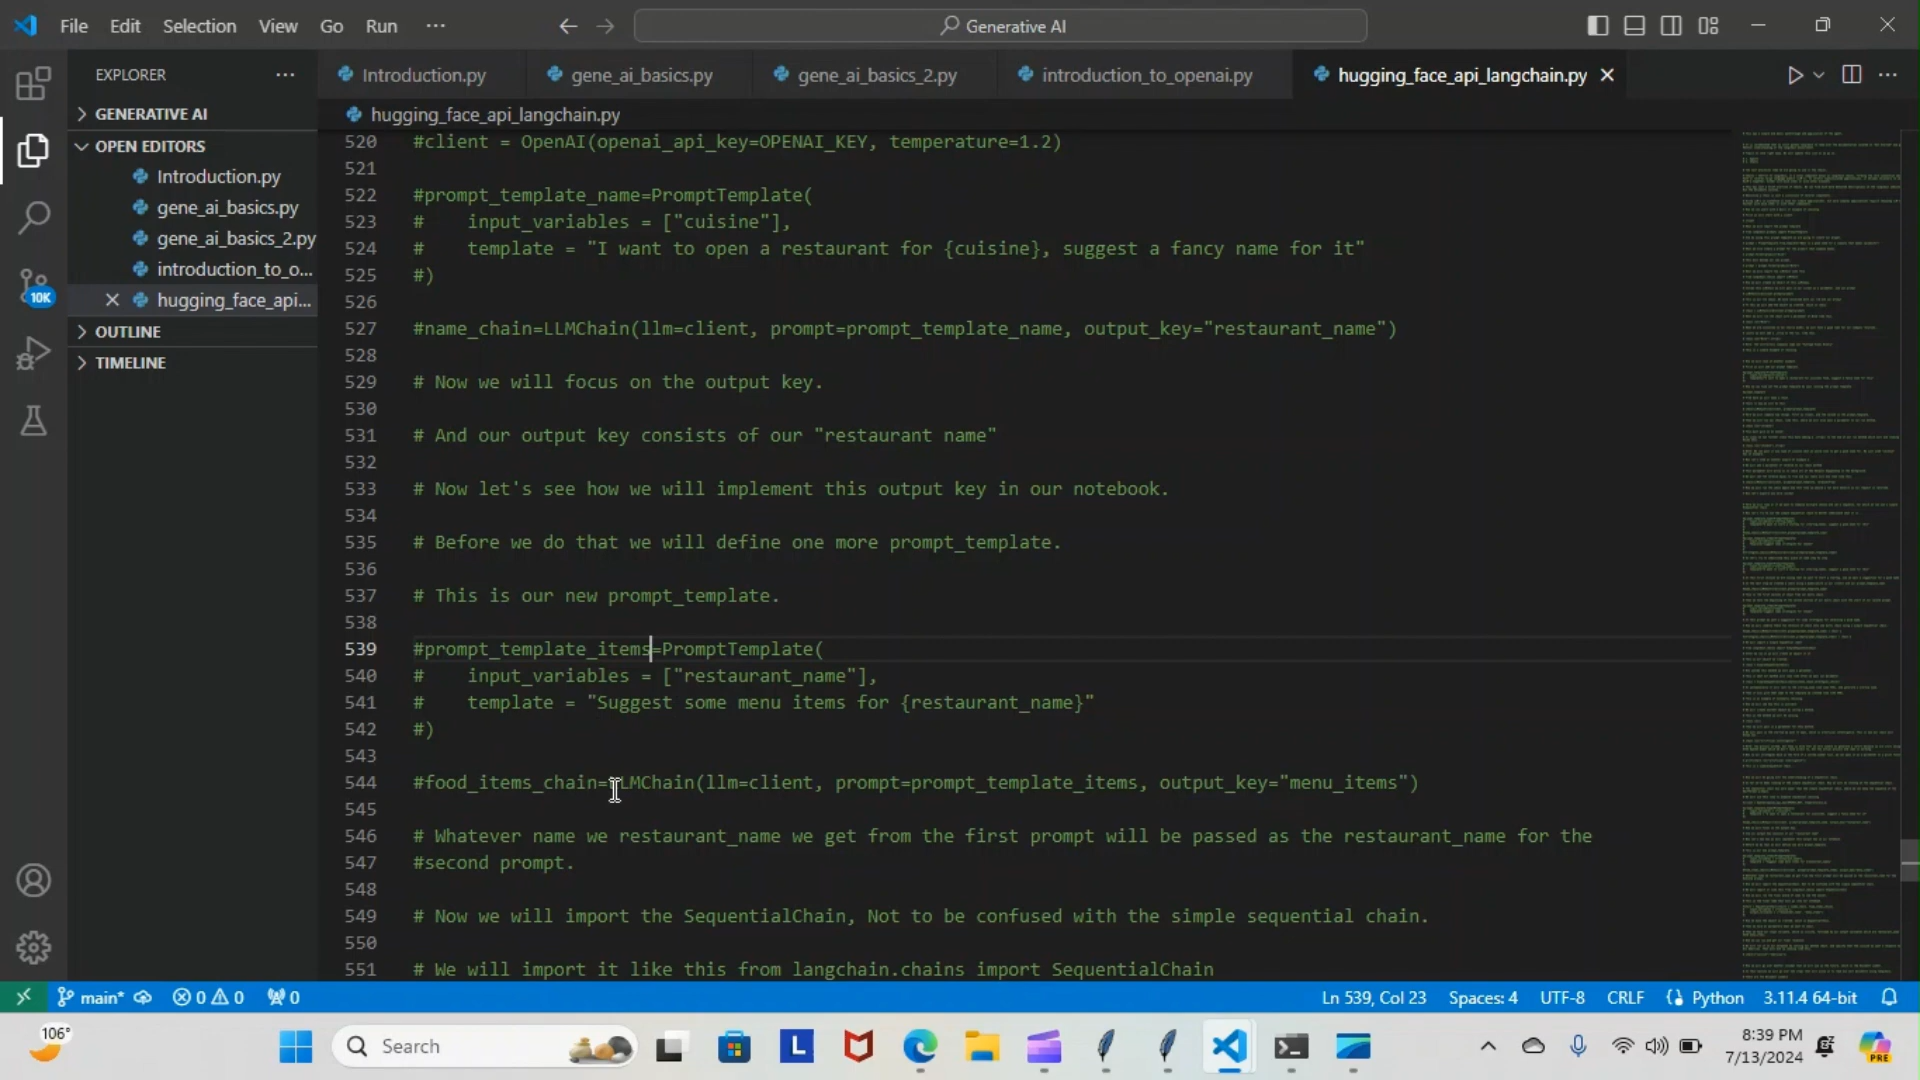 File Edit Selection View Go Run ···
Generative AI
EXPLORER
Introduction.py
gene_ai_basics.py
gene_ai_basics_2.py
introduction_to_openai.py
hugging_face_api_langchain.py
GENERATIVE AI
OPEN EDITORS
Introduction.py
gene_ai_basics.py
gene_ai_basics_2.py
introduction_to_o...
hugging_face_api...
OUTLINE
TIMELINE
10K
hugging_face_api_langchain.py
520 #client = OpenAI(openai_api_key=OPENAI_KEY, temperature=1.2)
521
522 #prompt_template_name=PromptTemplate(
523 #    input_variables = ["cuisine"],
524 #    template = "I want to open a restaurant for {cuisine}, suggest a fancy name for it"
525 #)
526
527 #name_chain=LLMChain(llm=client, prompt=prompt_template_name, output_key="restaurant_name")
528
529 # Now we will focus on the output key.
530
531 # And our output key consists of our "restaurant name"
532
533 # Now let's see how we will implement this output key in our notebook.
534
535 # Before we do that we will define one more prompt_template.
536
537 # This is our new prompt_template.
538
539 #prompt_template_items=PromptTemplate(
540 #    input_variables = ["restaurant_name"],
541 #    template = "Suggest some menu items for {restaurant_name}"
542 #)
543
544 #food_items_chain=LLMChain(llm=client, prompt=prompt_template_items, output_key="menu_items")
545
546 # Whatever name we restaurant_name we get from the first prompt will be passed as the restaurant_name for the
547 #second prompt.
548
549 # Now we will import the SequentialChain, Not to be confused with the simple sequential chain.
550
551 # We will import it like this from langchain.chains import SequentialChain
main* 0 0 0
Ln 539, Col 23 Spaces: 4 UTF-8 CRLF Python 3.11.4 64-bit
106°
Search
L
8:39 PM
7/13/2024
PRE